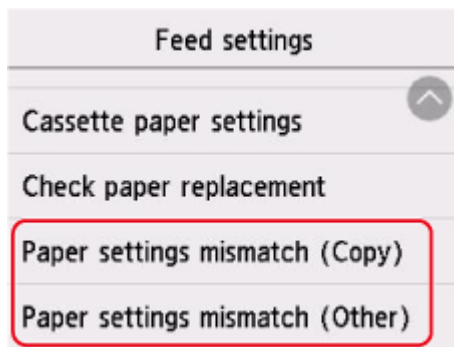 Feed settings
Cassette paper settings
Check paper replacement
Paper settings mismatch (Copy)
Paper settings mismatch (Other)